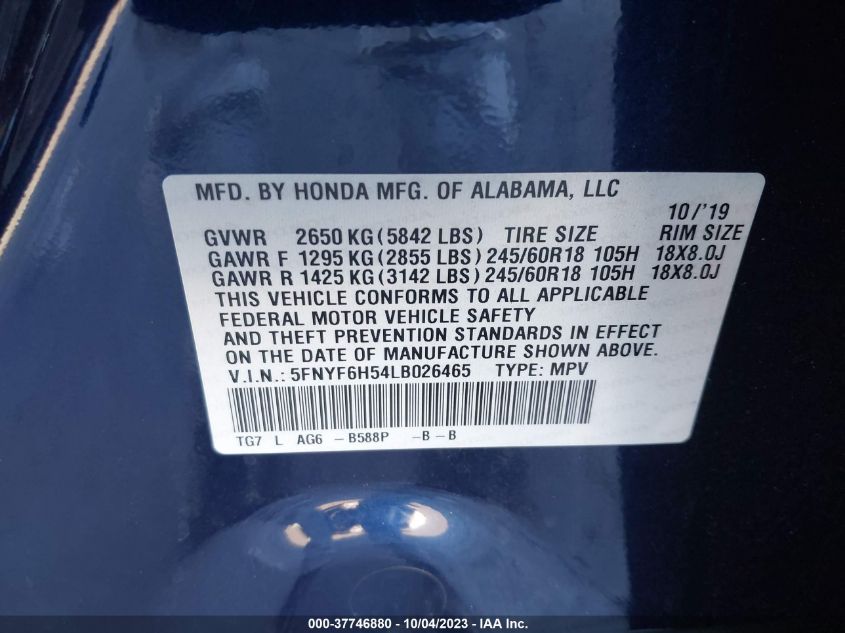 MFD. BY HONDA MFG. OF ALABAMA, LLC
10/'19
GVWR 2650 KG (5842 LBS) TIRE SIZE RIM SIZE
GAWR F 1295 KG (2855 LBS) 245/60R18 105H 18X8.0J
GAWR R 1425 KG (3142 LBS) 245/60R18 105H 18X8.0J
THIS VEHICLE CONFORMS TO ALL APPLICABLE
FEDERAL MOTOR VEHICLE SAFETY
AND THEFT PREVENTION STANDARDS IN EFFECT
ON THE DATE OF MANUFACTURE SHOWN ABOVE.
V.I.N.: 5FNYF6H54LB026465 TYPE: MPV
TG7 L AG6 -B588P -B-B
000-37746880 - 10/04/2023 - IAA Inc.